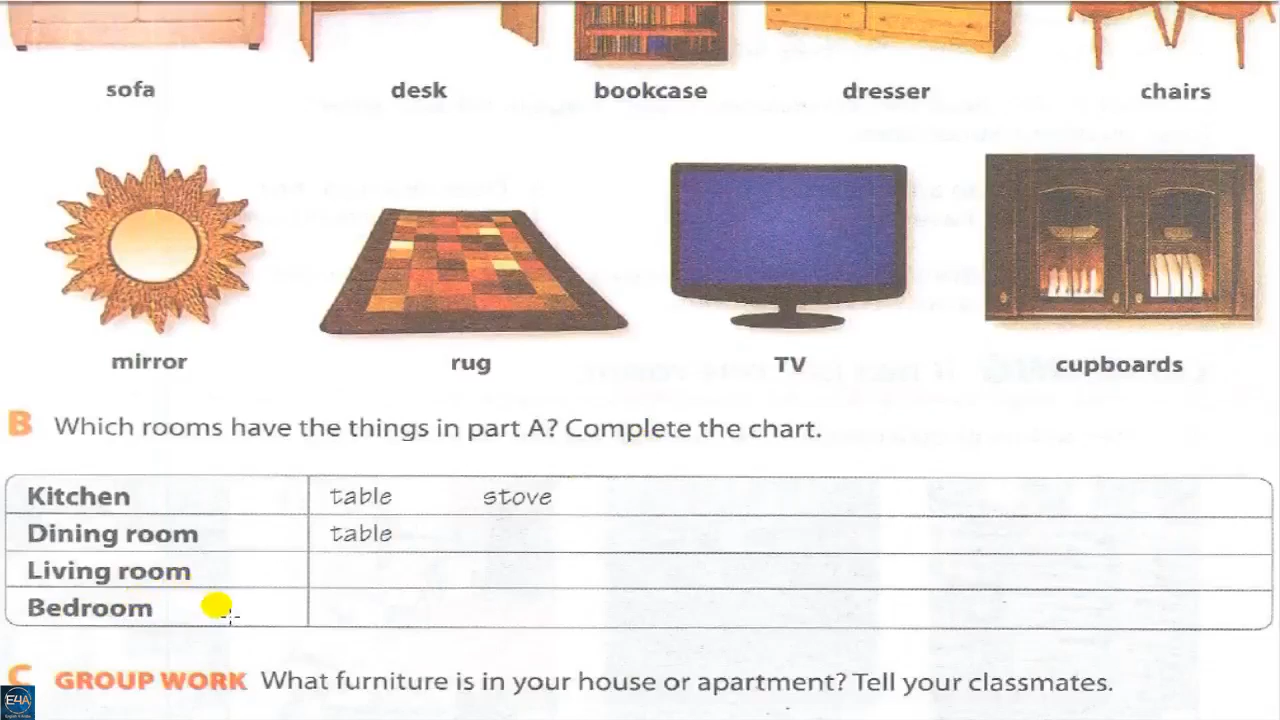 sofa desk bookcase dresser chairs
mirror rug TV cupboards
B Which rooms have the things in part A? Complete the chart.
Kitchen table stove
Dining room table
Living room
Bedroom
C GROUP WORK What furniture is in your house or apartment? Tell your classmates.
E4A